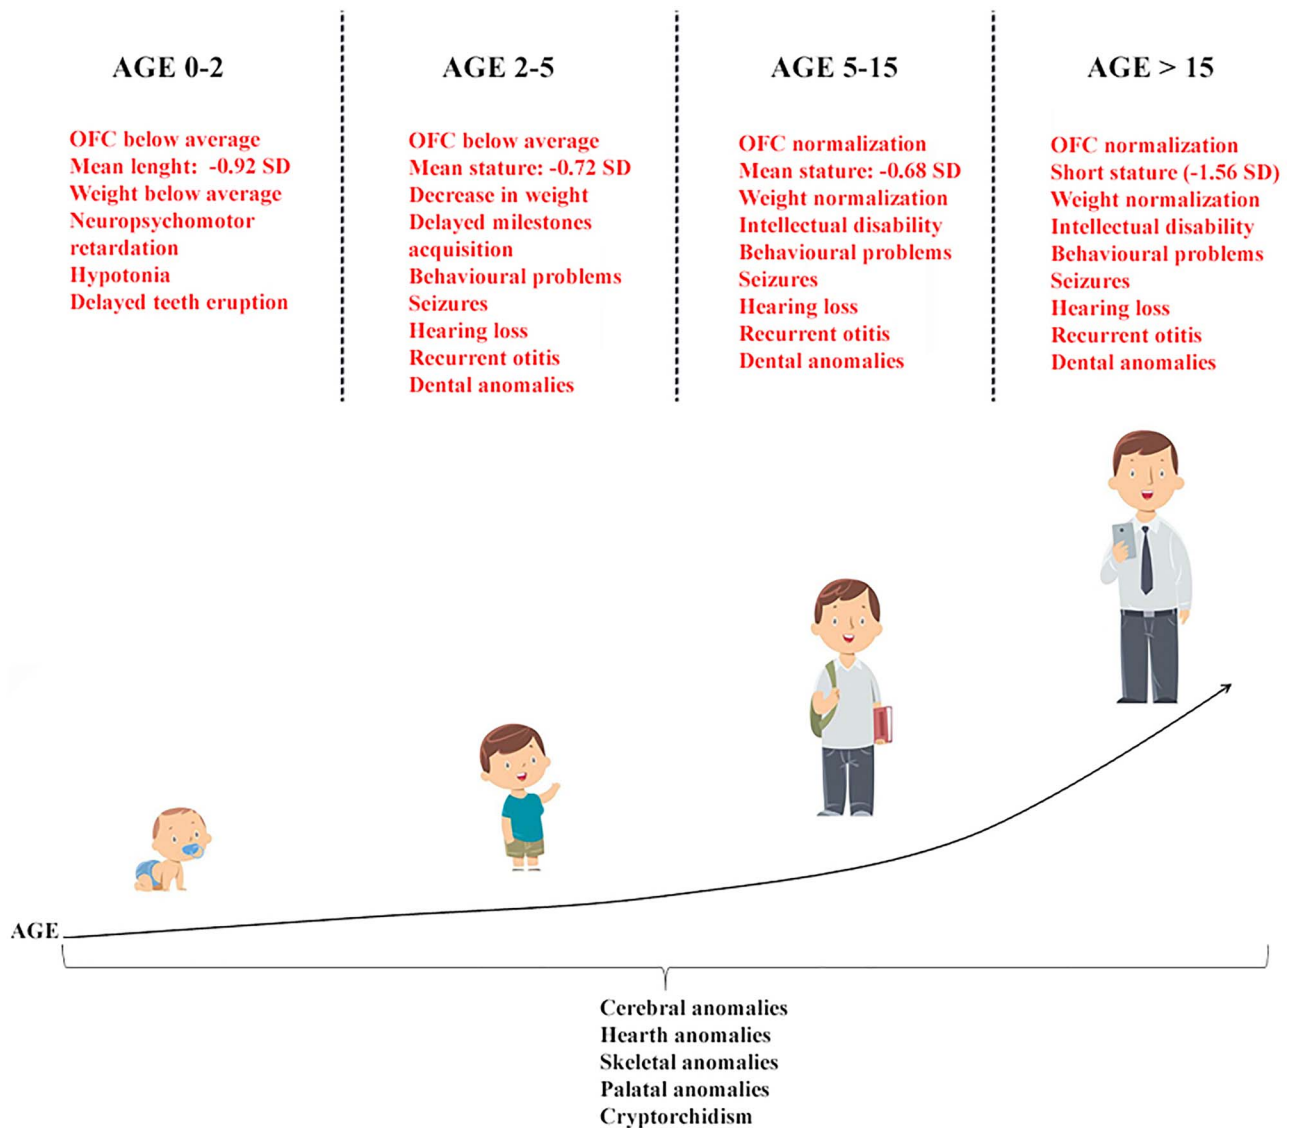 AGE 0-2
OFC below average
Mean lenght: -0.92 SD
Weight below average
Neuropsychomotor
retardation
Hypotonia
Delayed teeth eruption
AGE 2-5
OFC below average
Mean stature: -0.72 SD
Decrease in weight
Delayed milestones
acquisition
Behavioural problems
Seizures
Hearing loss
Recurrent otitis
Dental anomalies
AGE 5-15
OFC normalization
Mean stature: -0.68 SD
Weight normalization
Intellectual disability
Behavioural problems
Seizures
Hearing loss
Recurrent otitis
Dental anomalies
AGE > 15
OFC normalization
Short stature (-1.56 SD)
Weight normalization
Intellectual disability
Behavioural problems
Seizures
Hearing loss
Recurrent otitis
Dental anomalies
AGE
Cerebral anomalies
Hearth anomalies
Skeletal anomalies
Palatal anomalies
Cryptorchidism